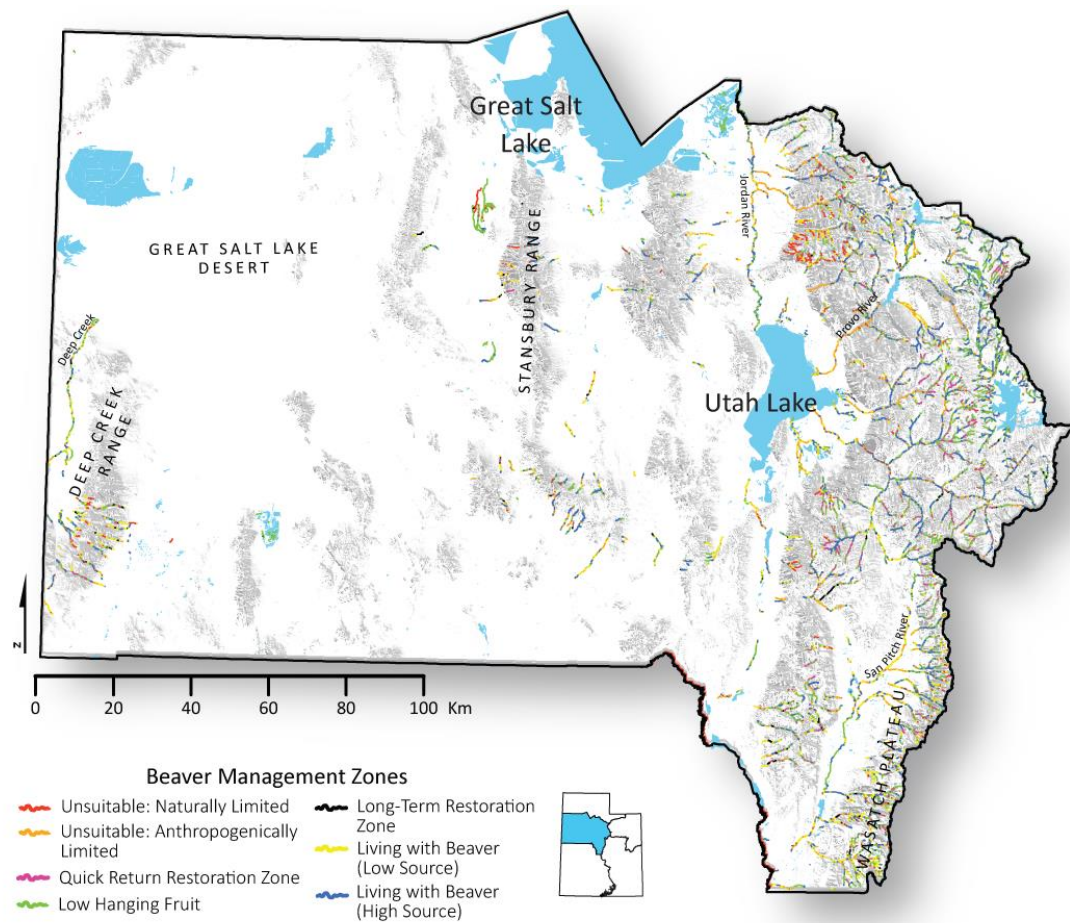 Great Salt
Lake
Jordan River
GREAT SALT LAKE
DESERT
STANSBURY RANGE
Provo River
Deep Creek
Utah Lake
DEEP CREEK
RANGE
San Pitch River
WASATCH PLATEAU
N
0 20 40 60 80 100 Km
Beaver Management Zones
Unsuitable: Naturally Limited
Unsuitable: Anthropogenically
Limited
Quick Return Restoration Zone
Low Hanging Fruit
Long-Term Restoration
Zone
Living with Beaver
(Low Source)
Living with Beaver
(High Source)